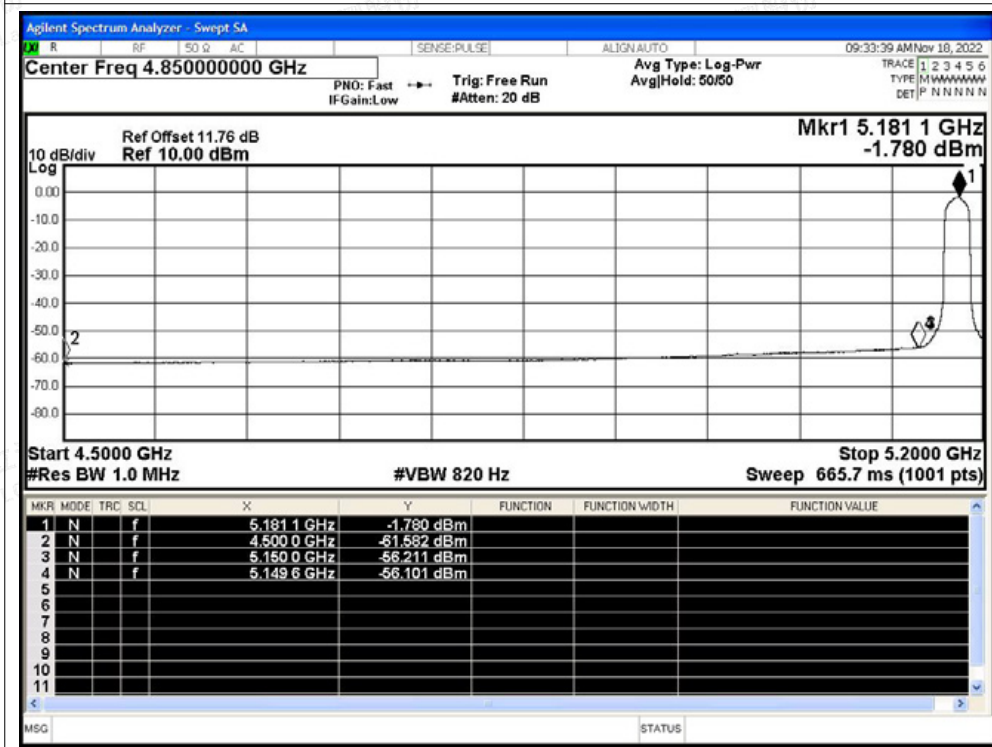 Agilent Spectrum Analyzer - Swept SA
LXI R RF 50 Ω AC SENSE:PULSE ALIGN AUTO 09:33:39 AM Nov 18, 2022
Center Freq 4.850000000 GHz
PNO: Fast
IFGain:Low
Trig: Free Run
#Atten: 20 dB
Avg Type: Log-Pwr
Avg|Hold: 50/50
TRACE 1 2 3 4 5 6
TYPE M W W W W W
DET P N N N N N
Ref Offset 11.76 dB
Ref 10.00 dBm
10 dB/div
Log
Mkr1 5.181 1 GHz
-1.780 dBm
1
0.00
-10.0
-20.0
-30.0
-40.0
-50.0
2
-60.0
-70.0
-80.0
Start 4.5000 GHz
Stop 5.2000 GHz
#Res BW 1.0 MHz
#VBW 820 Hz
Sweep 665.7 ms (1001 pts)
MKR MODE TRC SCL X Y FUNCTION FUNCTION WIDTH FUNCTION VALUE
1 N f 5.181 1 GHz -1.780 dBm
2 N f 4.500 0 GHz -61.582 dBm
3 N f 5.150 0 GHz -56.211 dBm
4 N f 5.149 6 GHz -56.101 dBm
5
6
7
8
9
10
11
MSG STATUS